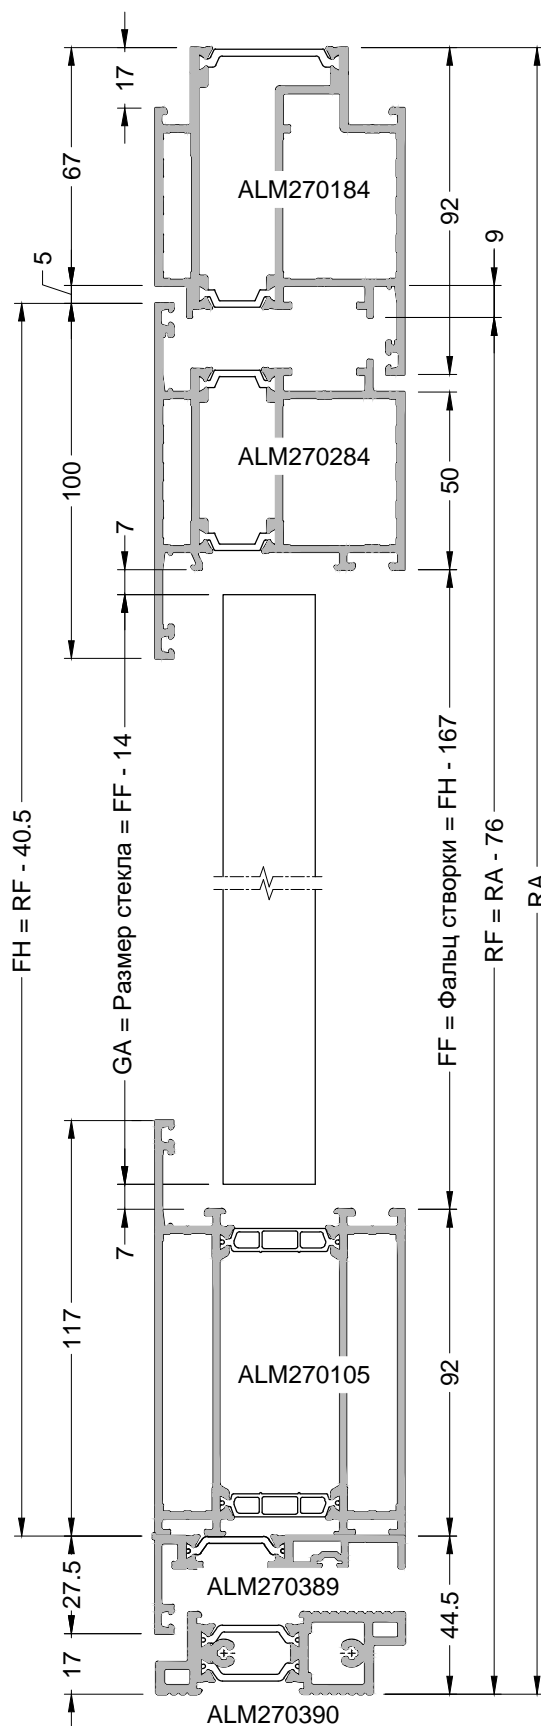 17
67
ALM270184
92
9
5
ALM270284
100
7
50
FH = RF - 40.5
GA = Размер стекла = FF - 14
FF = Фальц створки = FH - 167
RF = RA - 76
RA
117
7
ALM270105
92
27.5
ALM270389
44.5
17
ALM270390